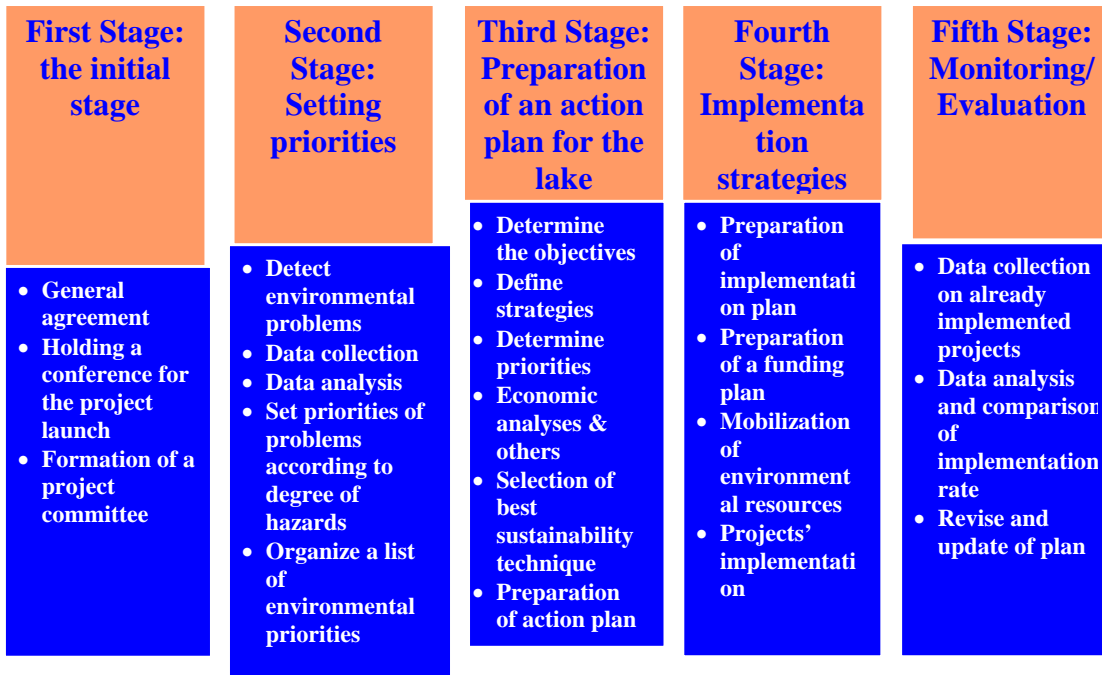 First Stage:
the initial
stage
• General
agreement
• Holding a
conference for
the project
launch
• Formation of a
project
committee
Second
Stage:
Setting
priorities
• Detect
environmental
problems
• Data collection
• Data analysis
• Set priorities of
problems
according to
degree of
hazards
• Organize a list
of
environmental
priorities
Third Stage:
Preparation
of an action
plan for the
lake
• Determine
the objectives
• Define
strategies
• Determine
priorities
• Economic
analyses &
others
• Selection of
best
sustainability
technique
• Preparation
of action plan
Fourth
Stage:
Implementa
tion
strategies
• Preparation
of
implementati
on plan
• Preparation
of a funding
plan
• Mobilization
of
environment
al resources
• Projects’
implementati
on
Fifth Stage:
Monitoring/
Evaluation
• Data collection
on already
implemented
projects
• Data analysis
and comparison
of
implementation
rate
• Revise and
update of plan